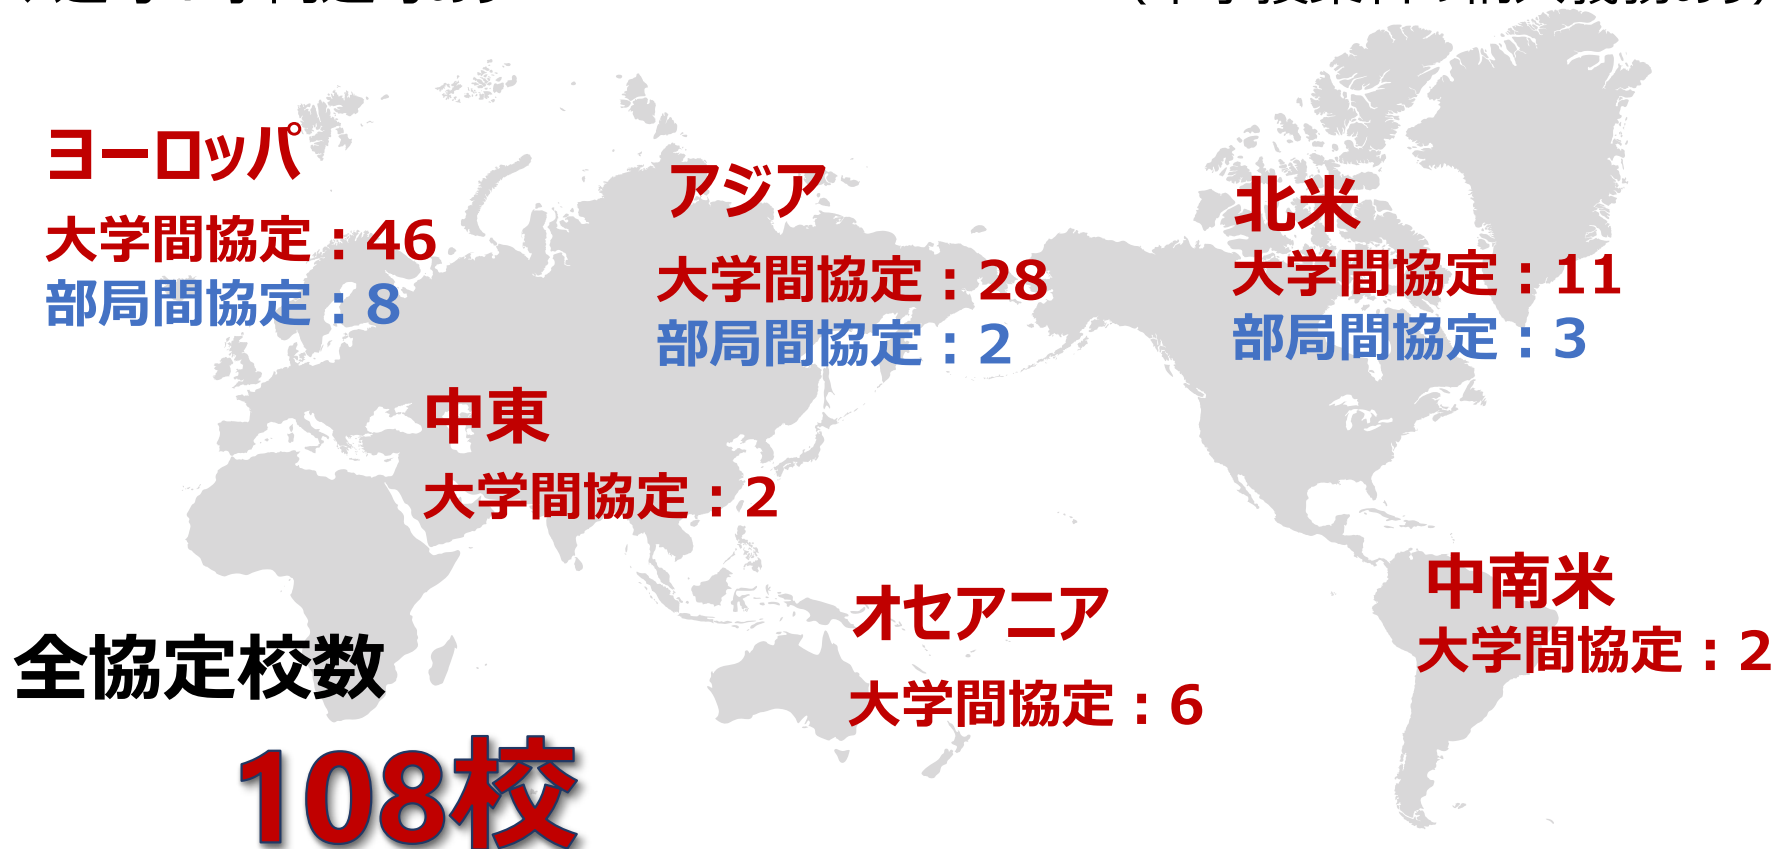 ヨーロッパ
大学間協定：46
部局間協定：8
アジア
大学間協定：28
部局間協定：2
北米
大学間協定：11
部局間協定：3
中東
大学間協定：2
オセアニア
大学間協定：6
中南米
大学間協定：2
全協定校数
108校